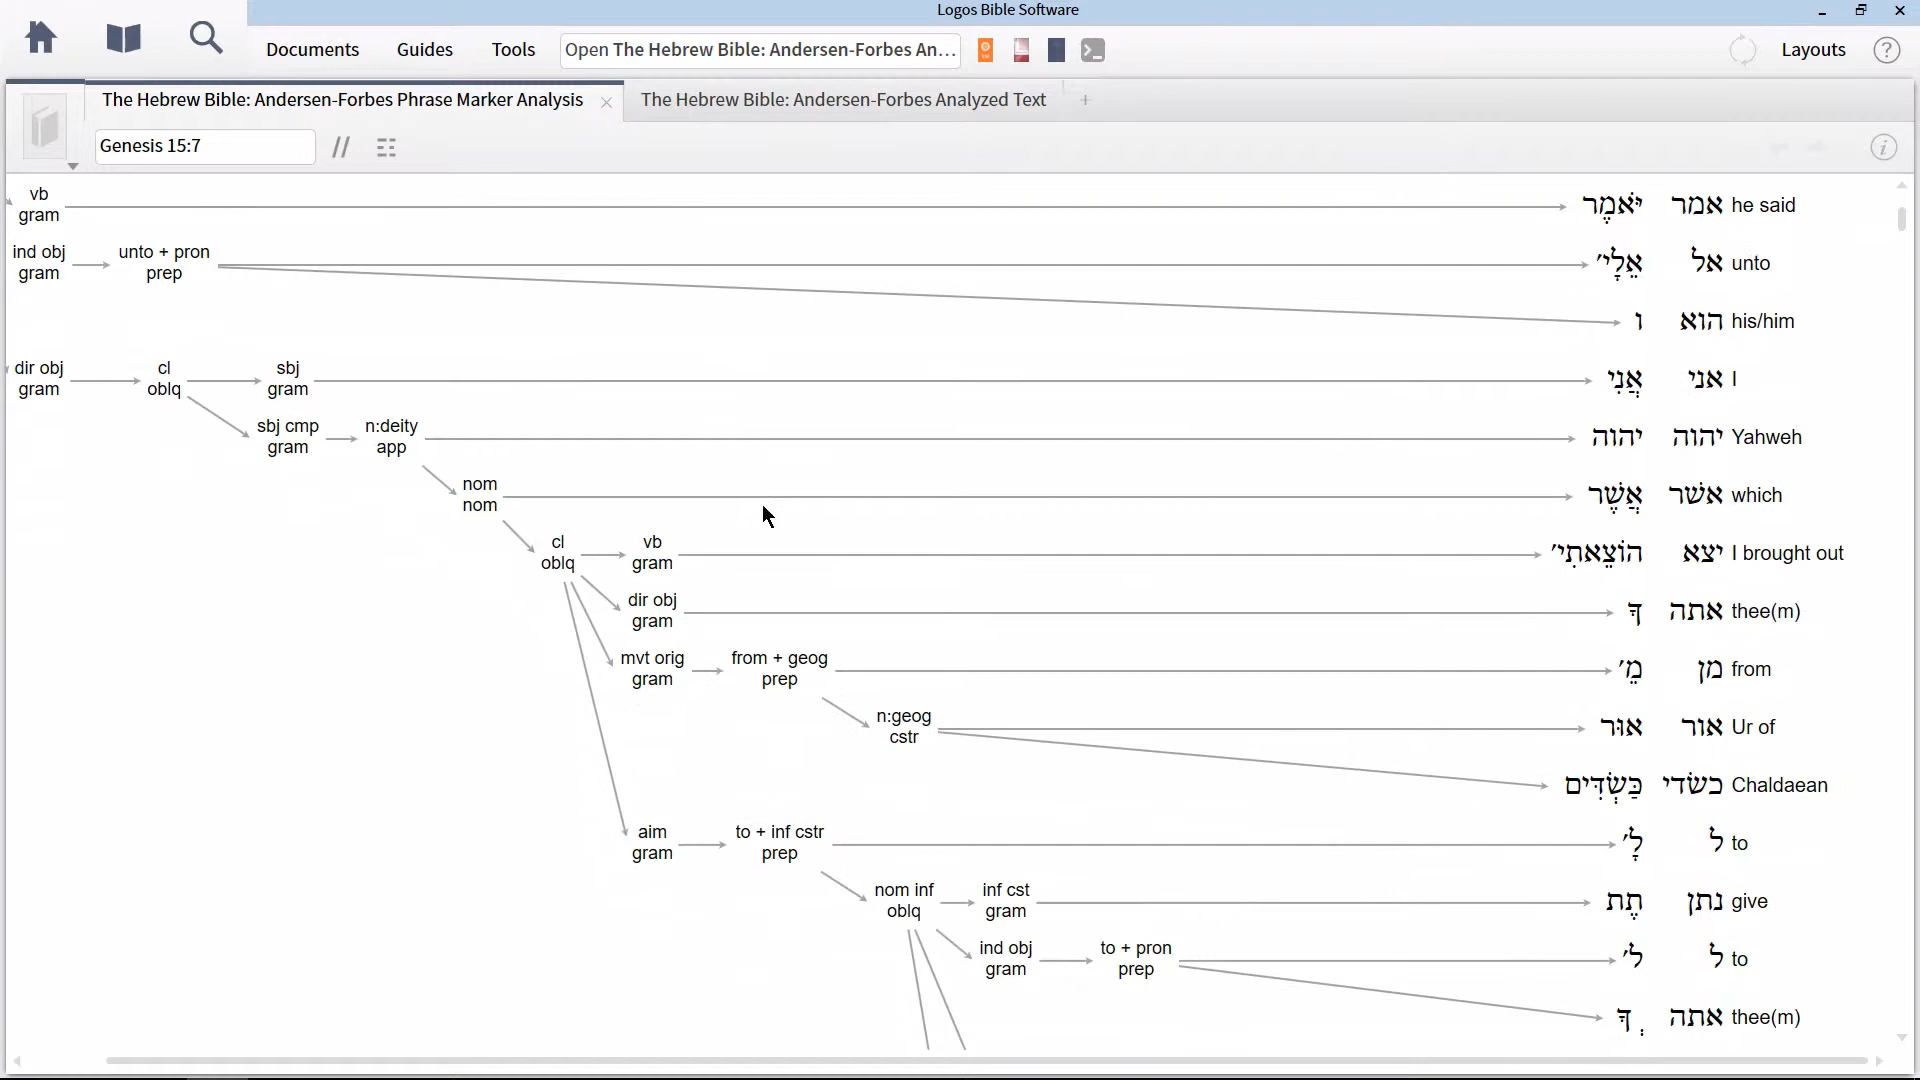 Logos Bible Software
Documents Guides Tools Open The Hebrew Bible: Andersen-Forbes An... Layouts
The Hebrew Bible: Andersen-Forbes Phrase Marker Analysis The Hebrew Bible: Andersen-Forbes Analyzed Text
Genesis 15:7
vb
gram
יֹּאמֶר אמר he said
ind obj
gram
unto + pron
prep
אֵלָי׳ אל unto
ו הוא his/him
dir obj
gram
cl
oblq
sbj
gram
אֲנִי אני I
sbj cmp
gram
n:deity
app
יהוה יהוה Yahweh
nom
nom
אֲשֶׁר אשׁר which
cl
oblq
vb
gram
הוֹצֵאתִי׳ יצא I brought out
dir obj
gram
ךָ אתה thee(m)
mvt orig
gram
from + geog
prep
מֵ׳ מן from
n:geog
cstr
אוּר אור Ur of
כַּשְׂדִּים כשׂדי Chaldaean
aim
gram
to + inf cstr
prep
לָ׳ ל to
nom inf
oblq
inf cst
gram
תֶת נתן give
ind obj
gram
to + pron
prep
ל׳ ל to
ְךָ אתה thee(m)